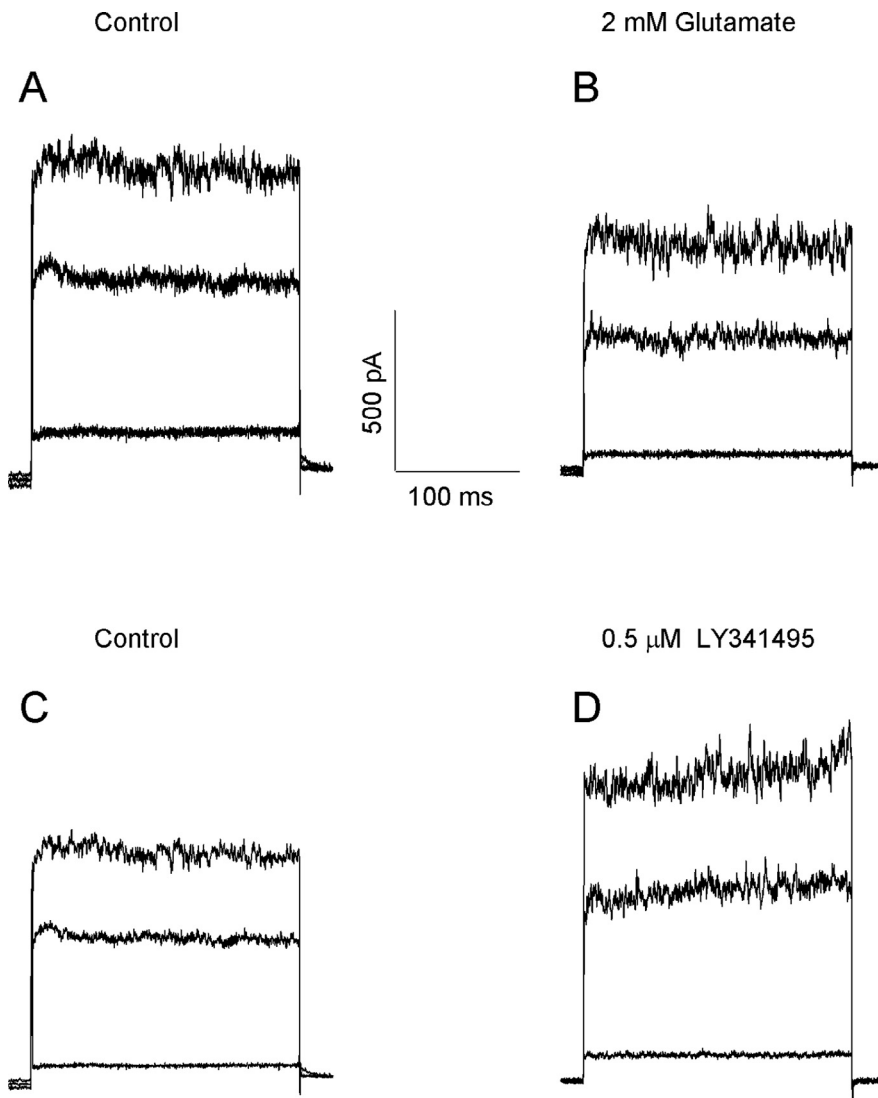 Control
2 mM Glutamate
A
B
500 pA
100 ms
Control
0.5 μM LY341495
C
D